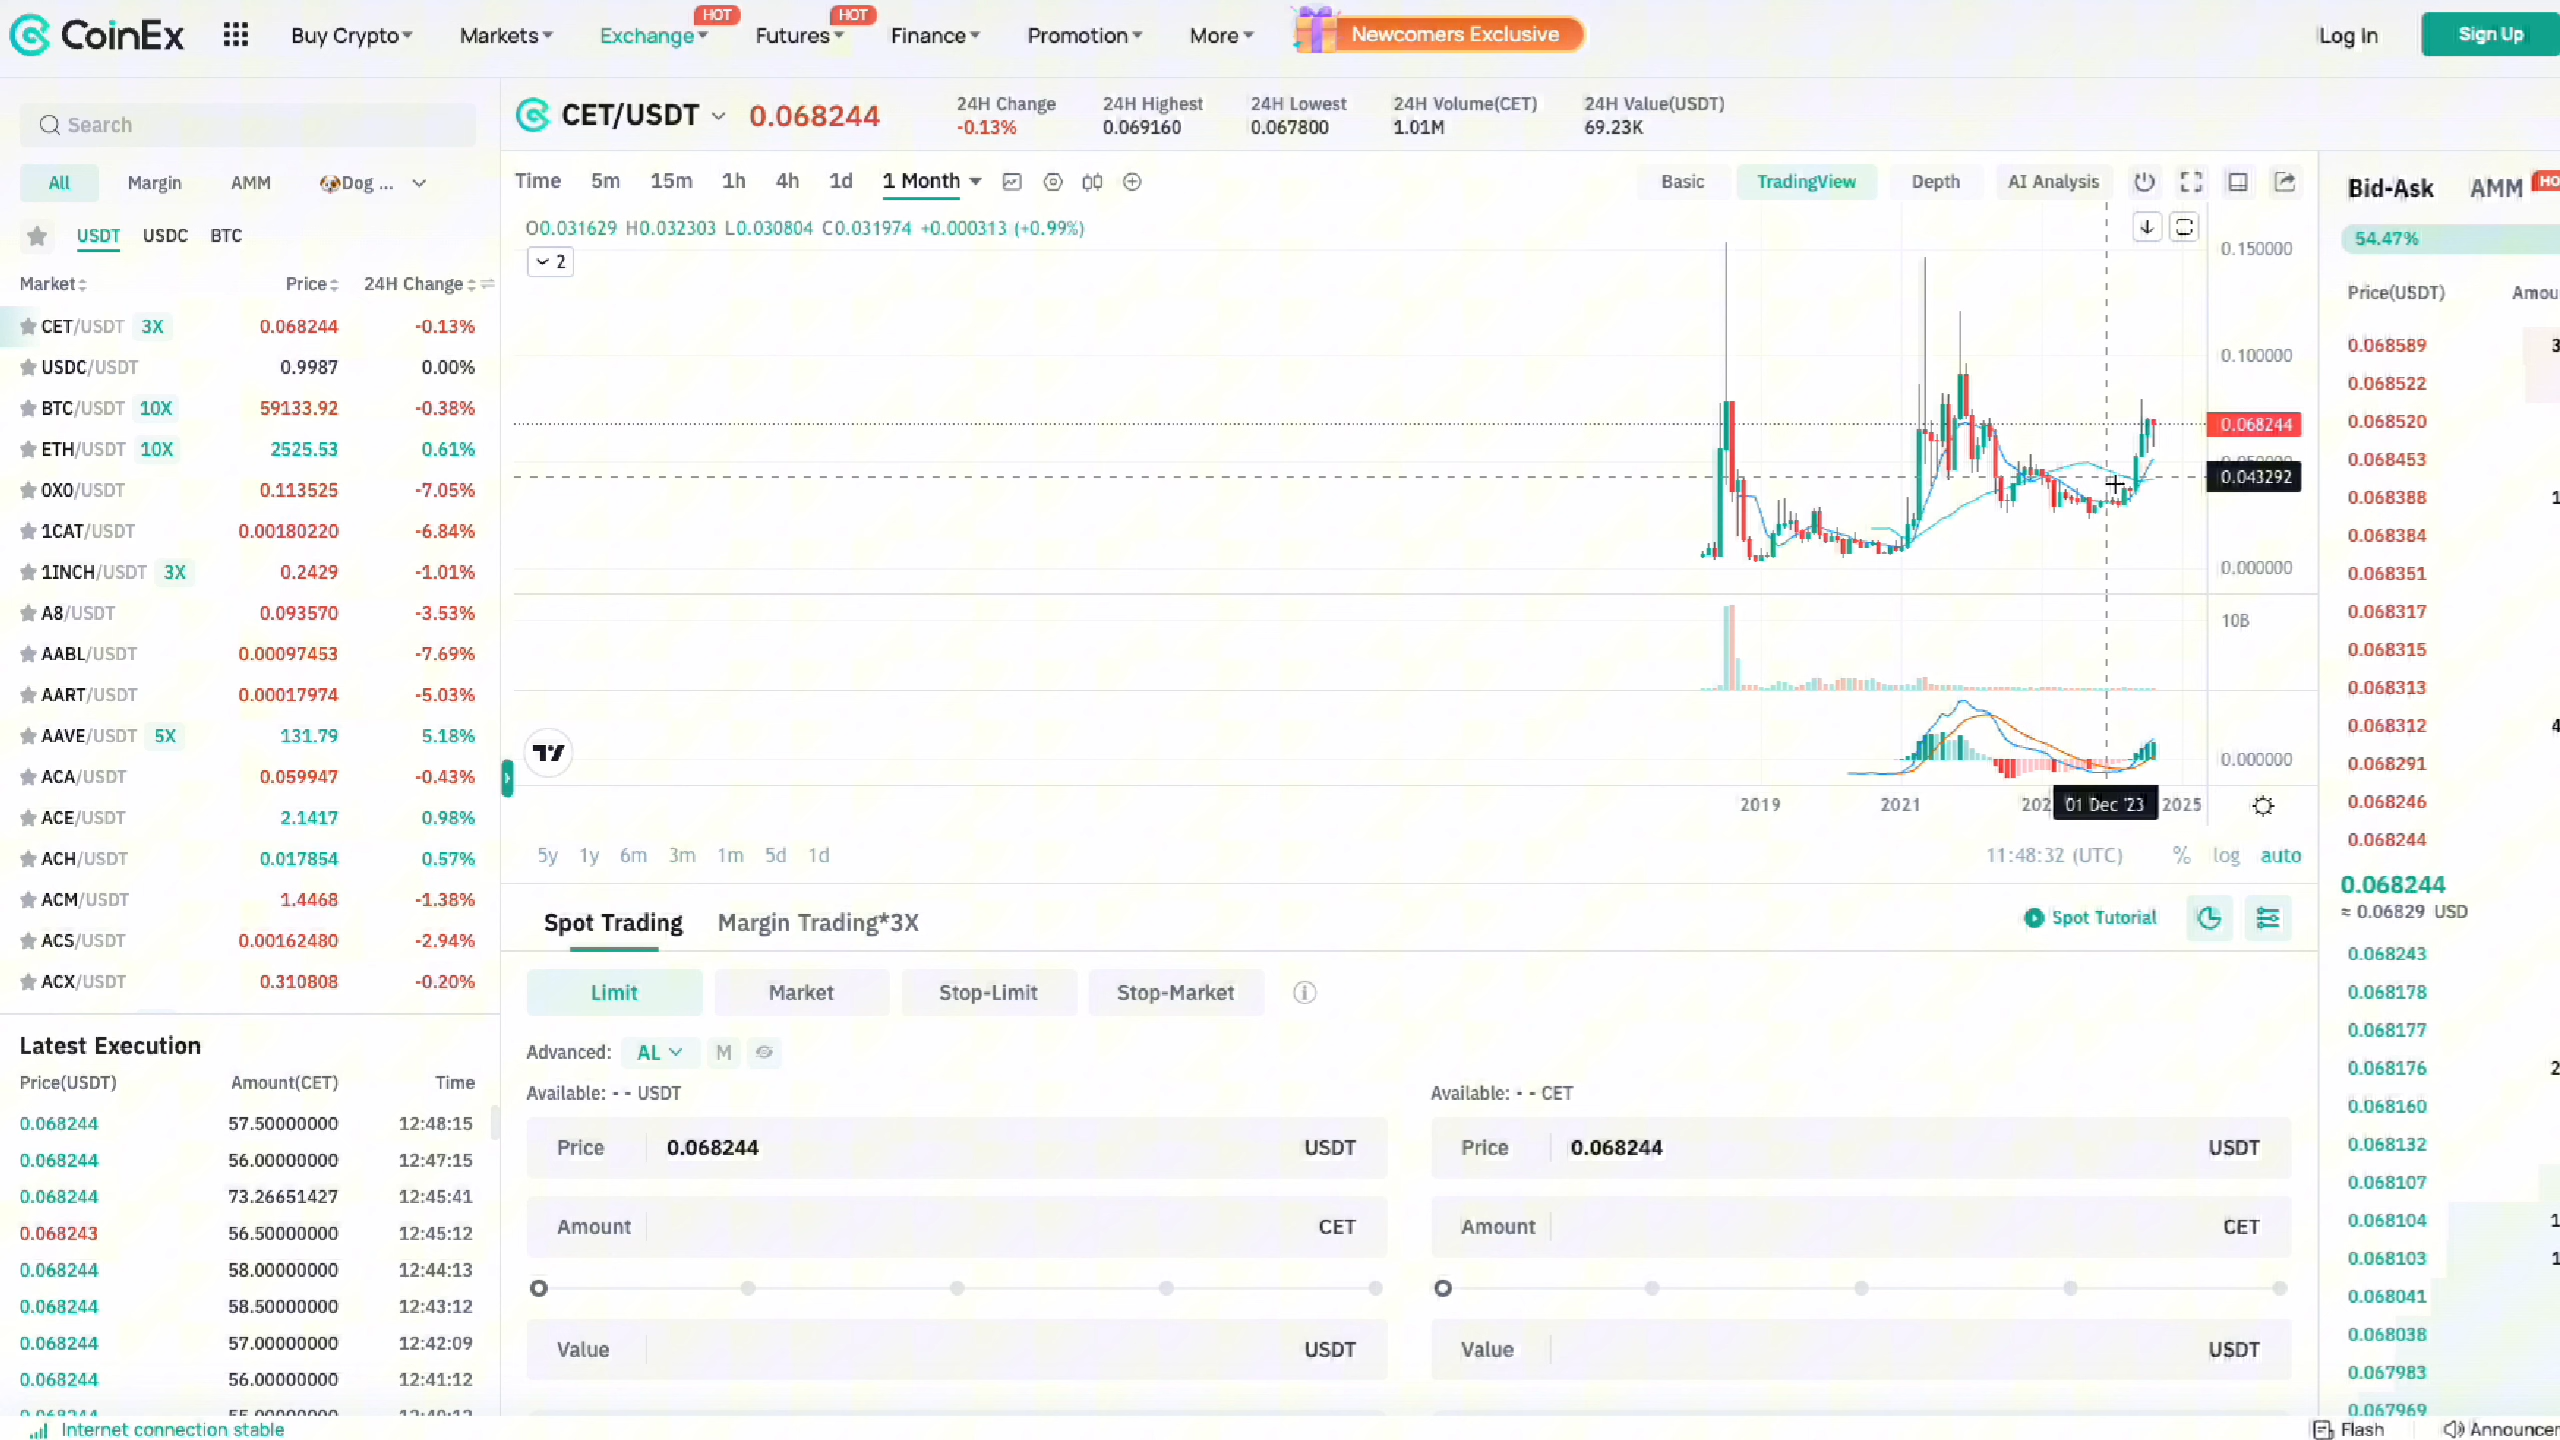 CoinEx
Buy Crypto
Markets
HOT
Exchange
HOT
Futures
Finance
Promotion
More
Newcomers Exclusive
Log In
Sign Up
Search
All Margin AMM Dog ...
USDT USDC BTC
Market Price 24H Change
CET/USDT 3X 0.068244 -0.13%
USDC/USDT 0.9987 0.00%
BTC/USDT 10X 59133.92 -0.38%
ETH/USDT 10X 2525.53 0.61%
0X0/USDT 0.113525 -7.05%
1CAT/USDT 0.00180220 -6.84%
1INCH/USDT 3X 0.2429 -1.01%
A8/USDT 0.093570 -3.53%
AABL/USDT 0.00097453 -7.69%
AART/USDT 0.00017974 -5.03%
AAVE/USDT 5X 131.79 5.18%
ACA/USDT 0.059947 -0.43%
ACE/USDT 2.1417 0.98%
ACH/USDT 0.017854 0.57%
ACM/USDT 1.4468 -1.38%
ACS/USDT 0.00162480 -2.94%
ACX/USDT 0.310808 -0.20%
Latest Execution
Price(USDT) Amount(CET) Time
0.068244 57.50000000 12:48:15
0.068244 56.00000000 12:47:15
0.068244 73.26651427 12:45:41
0.068243 56.50000000 12:45:12
0.068244 58.00000000 12:44:13
0.068244 58.50000000 12:43:12
0.068244 57.00000000 12:42:09
0.068244 56.00000000 12:41:12
Internet connection stable
CET/USDT 0.068244
24H Change 24H Highest 24H Lowest 24H Volume(CET) 24H Value(USDT)
-0.13% 0.069160 0.067800 1.01M 69.23K
Time 5m 15m 1h 4h 1d 1 Month
Basic TradingView Depth AI Analysis
O0.031629 H0.032303 L0.030804 C0.031974 +0.000313 (+0.99%)
2
0.150000
0.100000
0.068244
0.043292
0.000000
10B
0.000000
2019 2021 01 Dec '23 2025
5y 1y 6m 3m 1m 5d 1d
11:48:32 (UTC) % log auto
Spot Trading Margin Trading*3X
Spot Tutorial
Limit Market Stop-Limit Stop-Market
Advanced: AL M
Available: - - USDT
Price 0.068244 USDT
Amount CET
Value USDT
Available: - - CET
Price 0.068244 USDT
Amount CET
Value USDT
Bid-Ask AMM
54.47%
Price(USDT)
0.068589
0.068522
0.068520
0.068453
0.068388
0.068384
0.068351
0.068317
0.068315
0.068313
0.068312
0.068291
0.068246
0.068244
0.068244
≈ 0.06829 USD
0.068243
0.068178
0.068177
0.068176
0.068160
0.068132
0.068107
0.068104
0.068103
0.068041
0.068038
0.067983
0.067969
Flash